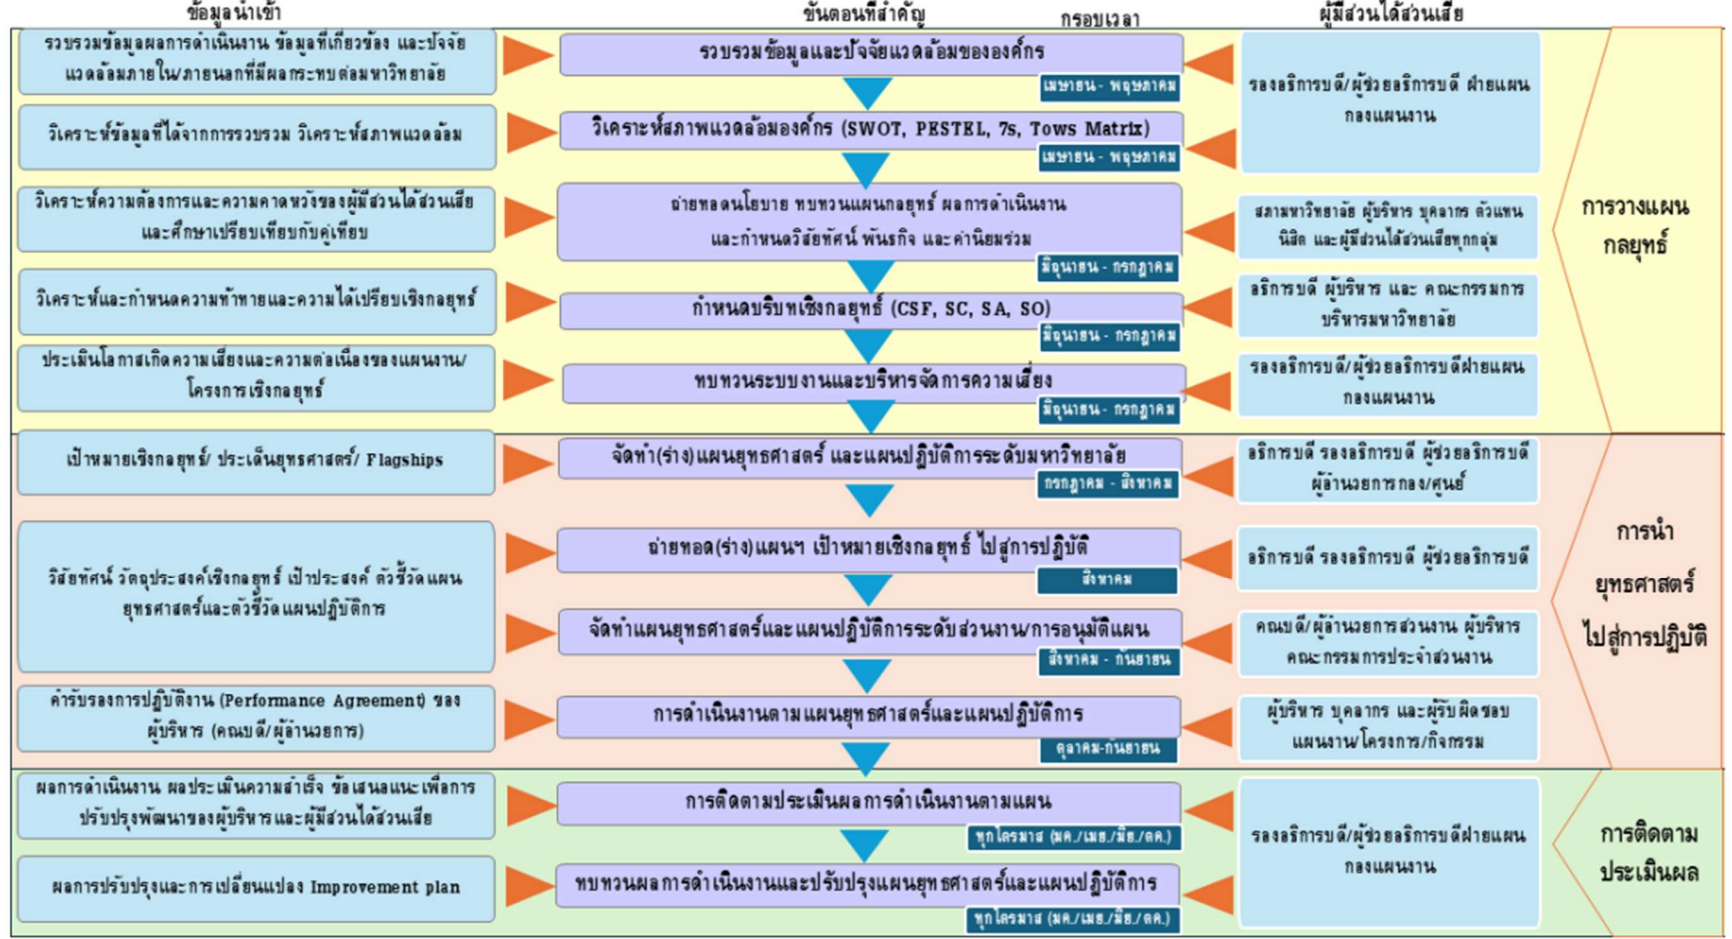 ข้อมูลนำเข้า
ขั้นตอนที่สำคัญ
กรอบเวลา
ผู้มีส่วนได้ส่วนเสีย
รวบรวมข้อมูลผลการดำเนินงาน ข้อมูลที่เกี่ยวข้อง และปัจจัย
แวดล้อมภายใน/ภายนอกที่มีผลกระทบต่อมหาวิทยาลัย
รวบรวมข้อมูลและปัจจัยแวดล้อมขององค์กร
เมษายน - พฤษภาคม
รองอธิการบดี/ผู้ช่วยอธิการบดี ฝ่ายแผน
กองแผนงาน
วิเคราะห์ข้อมูลที่ได้จากการรวบรวม วิเคราะห์สภาพแวดล้อม
วิเคราะห์สภาพแวดล้อมองค์กร (SWOT, PESTEL, 7s, Tows Matrix)
เมษายน - พฤษภาคม
วิเคราะห์ความต้องการและความคาดหวังของผู้มีส่วนได้ส่วนเสีย
และศึกษาเปรียบเทียบกับคู่เทียบ
ถ่ายทอดนโยบาย ทบทวนแผนกลยุทธ์ ผลการดำเนินงาน
และกำหนดวิสัยทัศน์ พันธกิจ และค่านิยมร่วม
มิถุนายน - กรกฎาคม
สภามหาวิทยาลัย ผู้บริหาร บุคลากร ตัวแทน
นิสิต และผู้มีส่วนได้ส่วนเสียทุกกลุ่ม
การวางแผน
กลยุทธ์
วิเคราะห์และกำหนดความท้าทายและความได้เปรียบเชิงกลยุทธ์
กำหนดบริบทเชิงกลยุทธ์ (CSF, SC, SA, SO)
มิถุนายน - กรกฎาคม
อธิการบดี ผู้บริหาร และ คณะกรรมการ
บริหารมหาวิทยาลัย
ประเมินโอกาสเกิดความเสี่ยงและความต่อเนื่องของแผนงาน/
โครงการเชิงกลยุทธ์
ทบทวนระบบงานและบริหารจัดการความเสี่ยง
มิถุนายน - กรกฎาคม
รองอธิการบดี/ผู้ช่วยอธิการบดีฝ่ายแผน
กองแผนงาน
เป้าหมายเชิงกลยุทธ์/ ประเด็นยุทธศาสตร์/ Flagships
จัดทำ(ร่าง)แผนยุทธศาสตร์ และแผนปฏิบัติการระดับมหาวิทยาลัย
กรกฎาคม - สิงหาคม
อธิการบดี รองอธิการบดี ผู้ช่วยอธิการบดี
ผู้อำนวยการกอง/ศูนย์
วิสัยทัศน์ วัตถุประสงค์เชิงกลยุทธ์ เป้าประสงค์ ตัวชี้วัดแผน
ยุทธศาสตร์และตัวชี้วัดแผนปฏิบัติการ
ถ่ายทอด(ร่าง)แผนฯ เป้าหมายเชิงกลยุทธ์ ไปสู่การปฏิบัติ
สิงหาคม
อธิการบดี รองอธิการบดี ผู้ช่วยอธิการบดี
การนำ
ยุทธศาสตร์
ไปสู่การปฏิบัติ
จัดทำแผนยุทธศาสตร์และแผนปฏิบัติการระดับส่วนงาน/การอนุมัติแผน
สิงหาคม - กันยายน
คณบดี/ผู้อำนวยการส่วนงาน ผู้บริหาร
คณะกรรมการประจำส่วนงาน
คำรับรองการปฏิบัติงาน (Performance Agreement) ของ
ผู้บริหาร (คณบดี/ผู้อำนวยการ)
การดำเนินงานตามแผนยุทธศาสตร์และแผนปฏิบัติการ
ตุลาคม-กันยายน
ผู้บริหาร บุคลากร และผู้รับผิดชอบ
แผนงาน/โครงการ/กิจกรรม
ผลการดำเนินงาน ผลประเมินความสำเร็จ ข้อเสนอแนะเพื่อการ
ปรับปรุงพัฒนาของผู้บริหารและผู้มีส่วนได้ส่วนเสีย
การติดตามประเมินผลการดำเนินงานตามแผน
ทุกไตรมาส (มค./เมย./มิย./ตค.)
รองอธิการบดี/ผู้ช่วยอธิการบดีฝ่ายแผน
กองแผนงาน
การติดตาม
ประเมินผล
ผลการปรับปรุงและการเปลี่ยนแปลง Improvement plan
ทบทวนผลการดำเนินงานและปรับปรุงแผนยุทธศาสตร์และแผนปฏิบัติการ
ทุกไตรมาส (มค./เมย./มิย./ตค.)